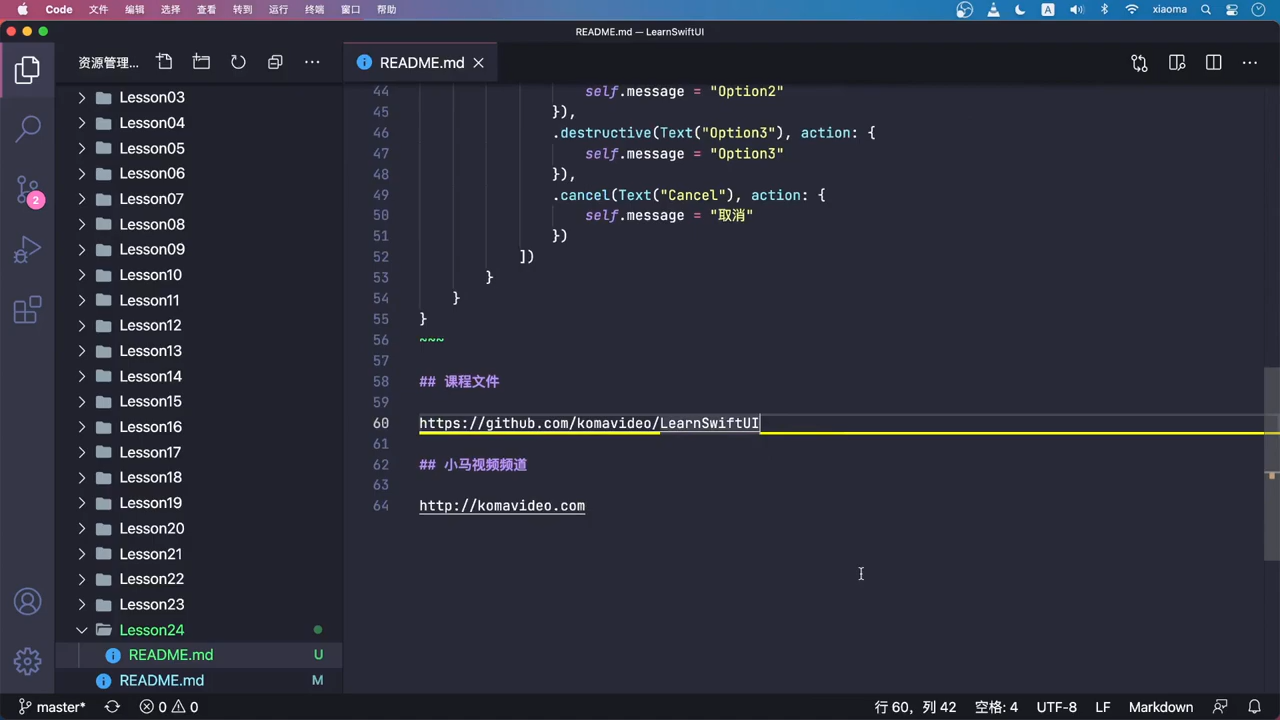 Code 文件 编辑 选择 查看 转到 运行 终端 窗口 帮助 A xiaoma
README.md — LearnSwiftUI
资源管理... ···
README.md
···
Lesson03
Lesson04
Lesson05
Lesson06
Lesson07
Lesson08
Lesson09
Lesson10
Lesson11
Lesson12
Lesson13
Lesson14
Lesson15
Lesson16
Lesson17
Lesson18
Lesson19
Lesson20
Lesson21
Lesson22
Lesson23
Lesson24
README.md U
README.md M
2
44 self.message = "Option2"
45 }),
46 .destructive(Text("Option3"), action: {
47 self.message = "Option3"
48 }),
49 .cancel(Text("Cancel"), action: {
50 self.message = "取消"
51 })
52 ])
53 }
54 }
55 }
56 ~~~
57
58 ## 课程文件
59
60 https://github.com/komavideo/LearnSwiftUI
61
62 ## 小马视频频道
63
64 http://komavideo.com
master* 0 0 行 60，列 42 空格: 4 UTF-8 LF Markdown